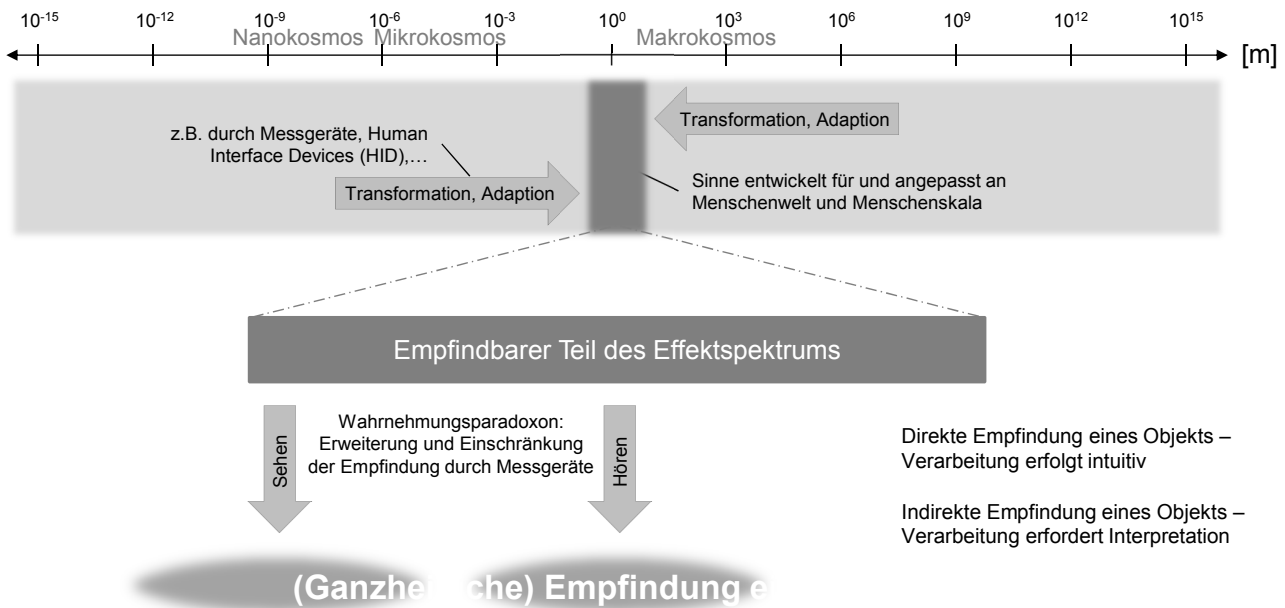 10-15 10-12 10-9 10-6 10-3 100 103 106 109 1012 1015
Nanokosmos Mikrokosmos Makrokosmos
[m]
Transformation, Adaption
z.B. durch Messgeräte, Human
Interface Devices (HID),…
Transformation, Adaption
Sinne entwickelt für und angepasst an
Menschenwelt und Menschenskala
Empfindbarer Teil des Effektspektrums
Sehen
Wahrnehmungsparadoxon:
Erweiterung und Einschränkung
der Empfindung durch Messgeräte
Hören
Direkte Empfindung eines Objekts –
Verarbeitung erfolgt intuitiv
Indirekte Empfindung eines Objekts –
Verarbeitung erfordert Interpretation
Empfindung